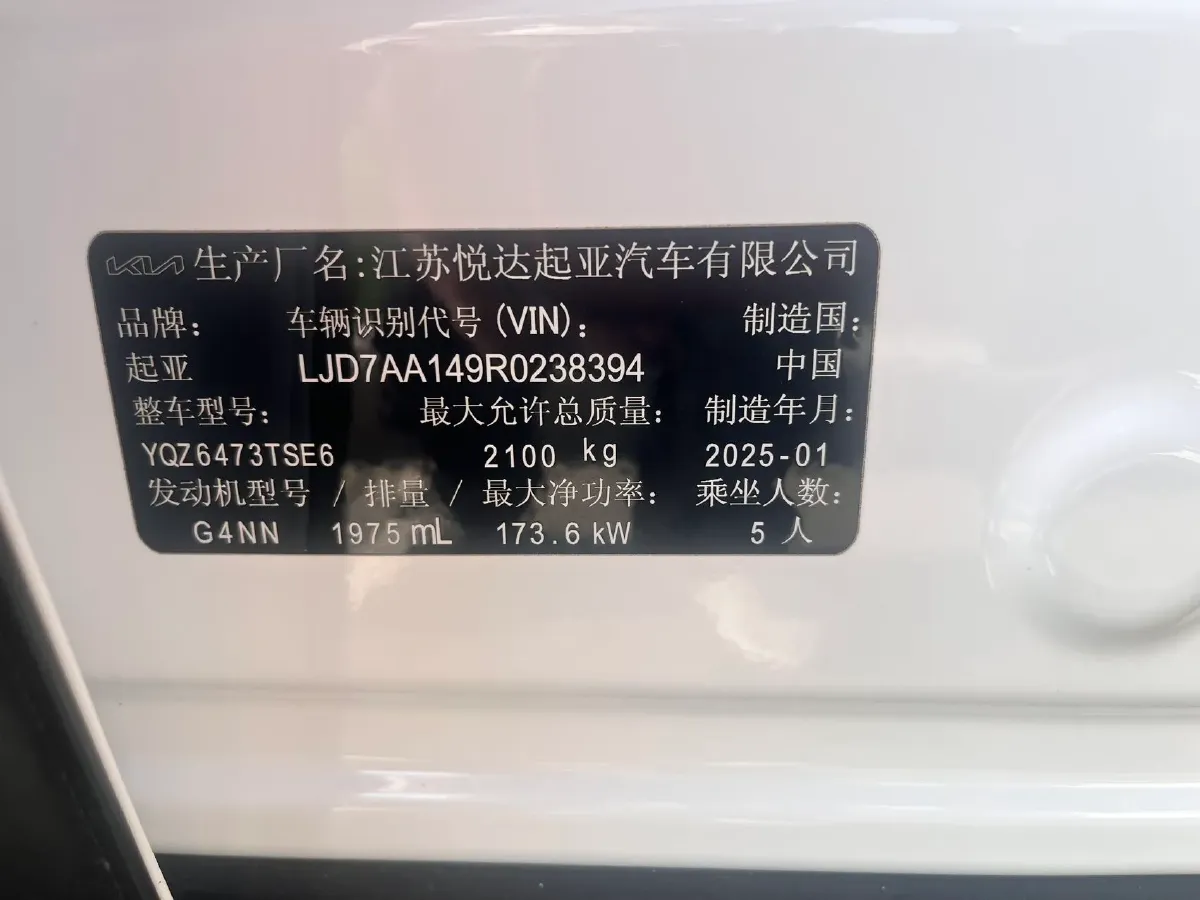 KIA 生产厂名:江苏悦达起亚汽车有限公司
品牌: 车辆识别代号(VIN): 制造国:
起亚 LJD7AA149R0238394 中国
整车型号: 最大允许总质量: 制造年月:
YQZ6473TSE6 2100 kg 2025-01
发动机型号 / 排量 / 最大净功率: 乘坐人数:
G4NN 1975 mL 173.6 kW 5 人